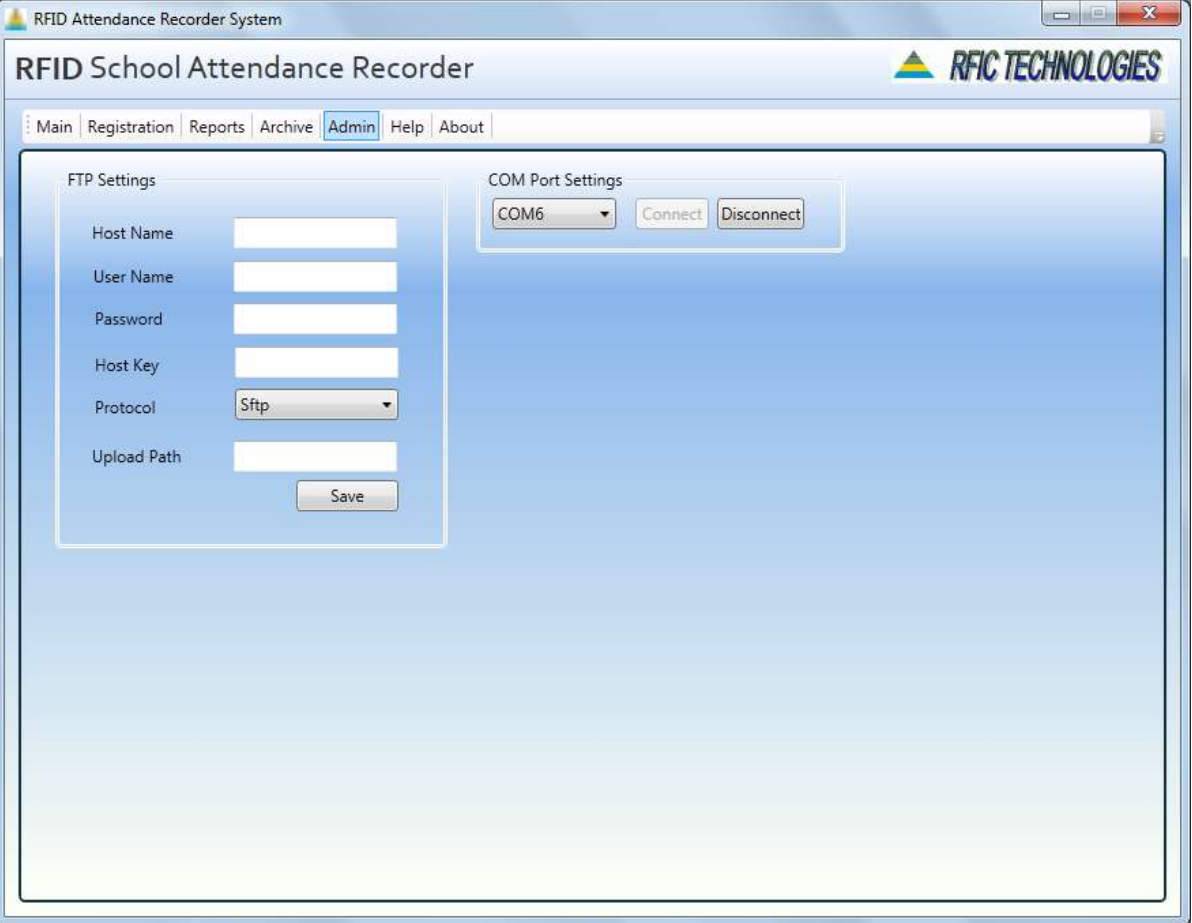 RFID Attendance Recorder System
RFID School Attendance Recorder
RFIC TECHNOLOGIES
Main Registration Reports Archive Admin Help About
FTP Settings
Host Name
User Name
Password
Host Key
Protocol Sftp
Upload Path
Save
COM Port Settings
COM6 Connect Disconnect